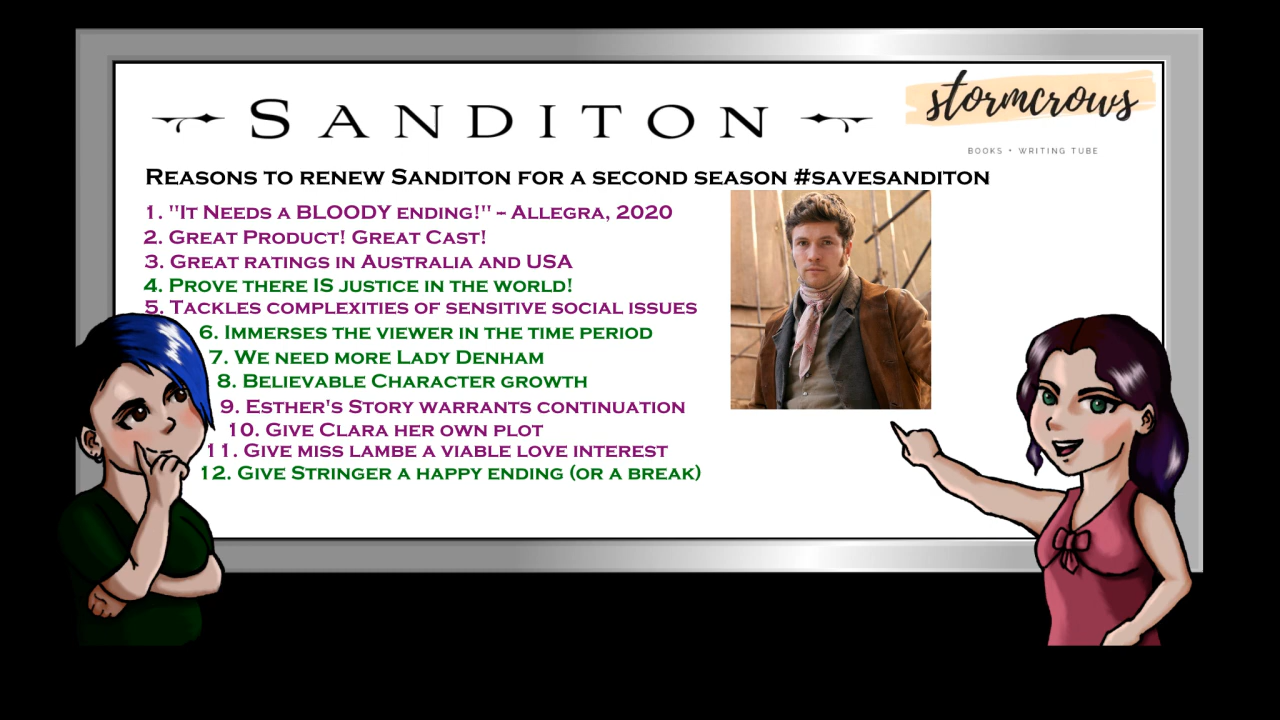 SANDITON
stormcrows
BOOKS • WRITING TUBE
Reasons to renew Sanditon for a second season #savesanditon
1. "It Needs a BLOODY ending!" – Allegra, 2020
2. Great Product! Great Cast!
3. Great ratings in Australia and USA
4. Prove there IS justice in the world!
5. Tackles complexities of sensitive social issues
6. Immerses the viewer in the time period
7. We need more Lady Denham
8. Believable Character growth
9. Esther's Story warrants continuation
10. Give Clara her own plot
11. Give miss lambe a viable love interest
12. Give Stringer a happy ending (or a break)